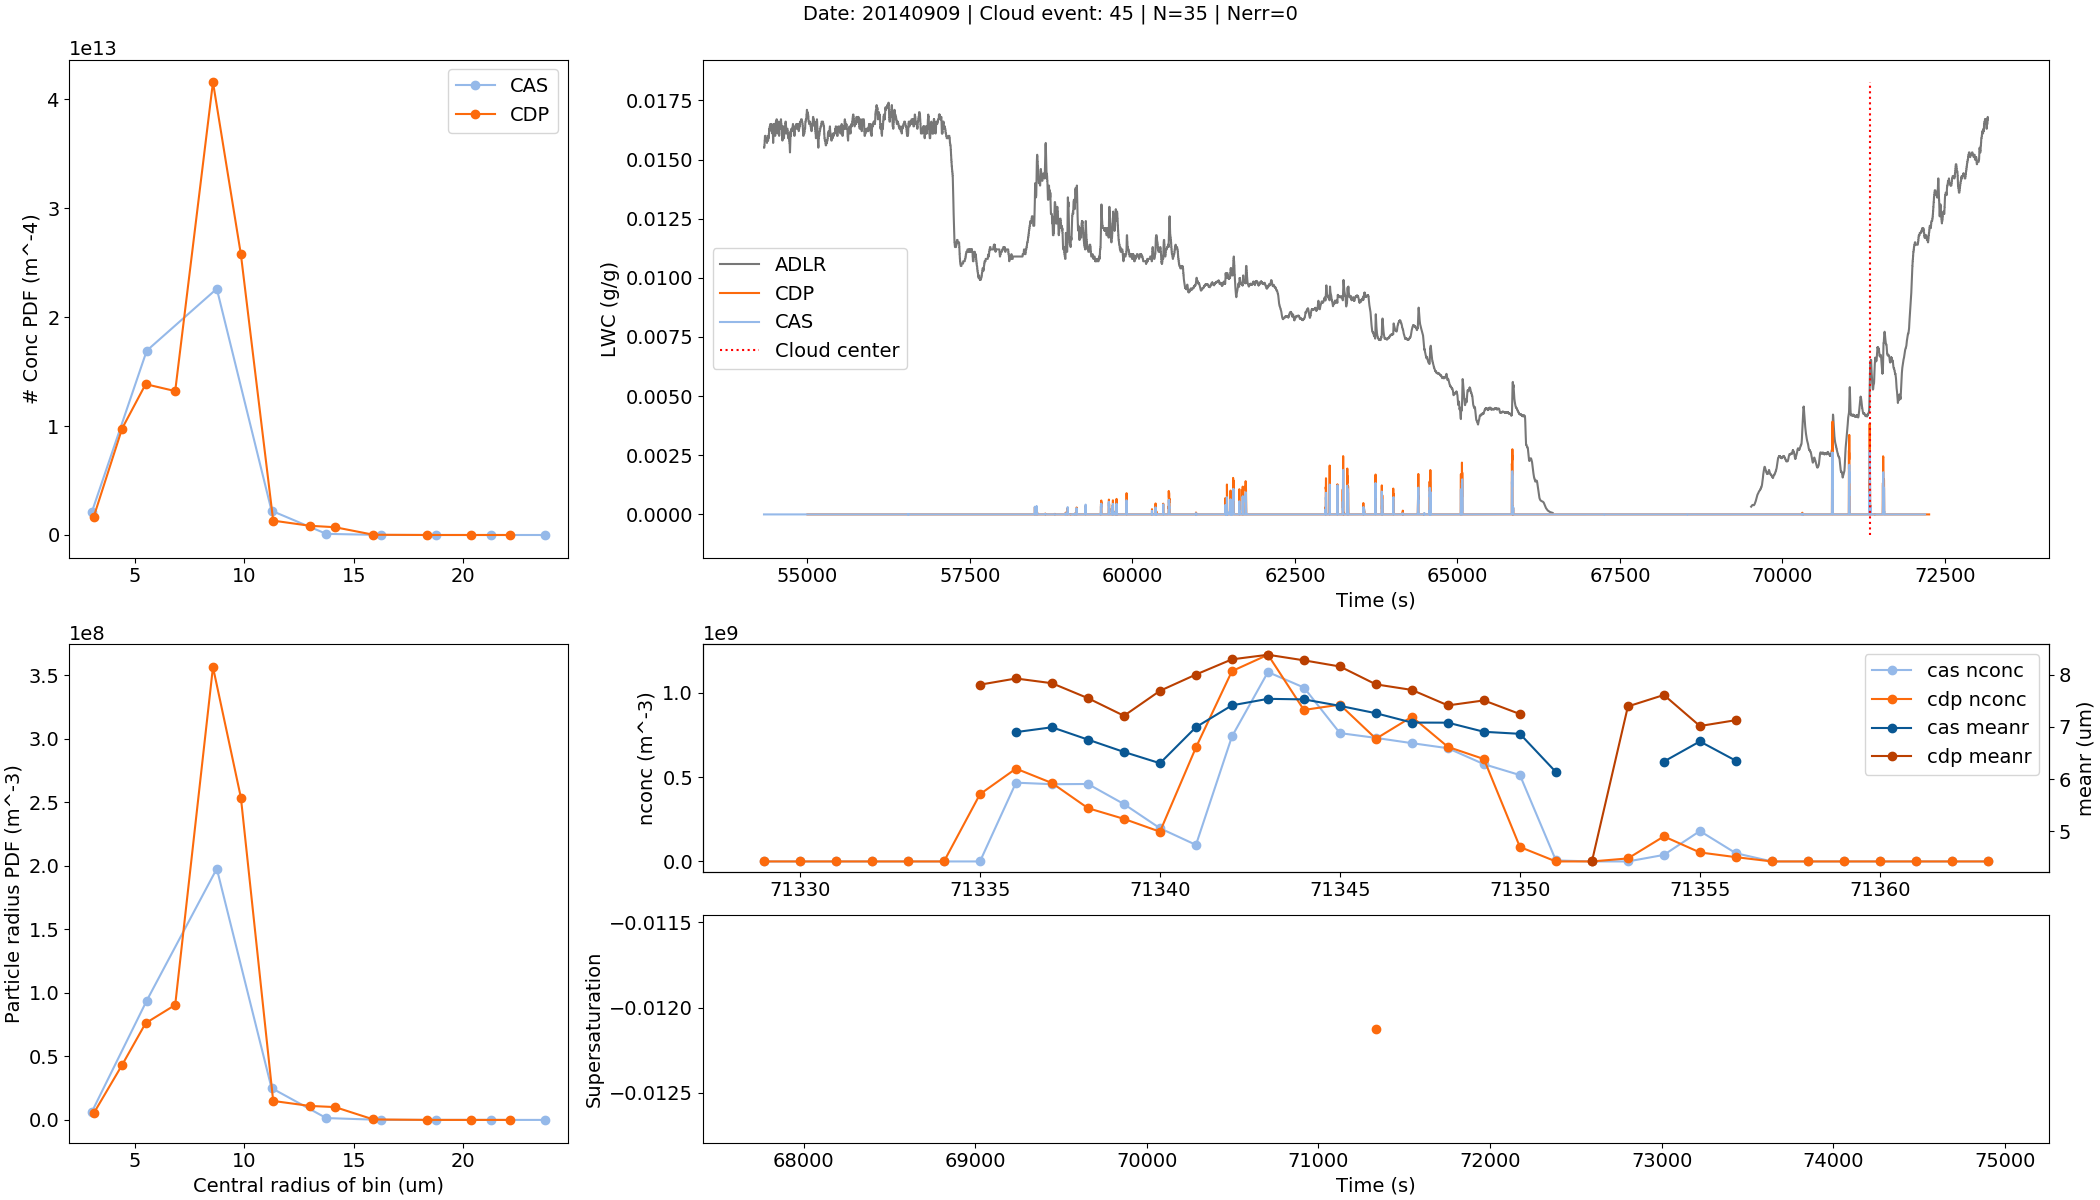 Date: 20140909 | Cloud event: 45 | N=35 | Nerr=0
1e13
# Conc PDF (m^-4)
4
3
2
1
0
5 10 15 20
CAS
CDP
LWC (g/g)
0.0175
0.0150
0.0125
0.0100
0.0075
0.0050
0.0025
0.0000
ADLR
CDP
CAS
Cloud center
55000 57500 60000 62500 65000 67500 70000 72500
Time (s)
1e8
Particle radius PDF (m^-3)
3.5
3.0
2.5
2.0
1.5
1.0
0.5
0.0
5 10 15 20
Central radius of bin (um)
1e9
nconc (m^-3)
1.0
0.5
0.0
cas nconc
cdp nconc
cas meanr
cdp meanr
8
7
6
5
meanr (um)
71330 71335 71340 71345 71350 71355 71360
Supersaturation
−0.0115
−0.0120
−0.0125
68000 69000 70000 71000 72000 73000 74000 75000
Time (s)